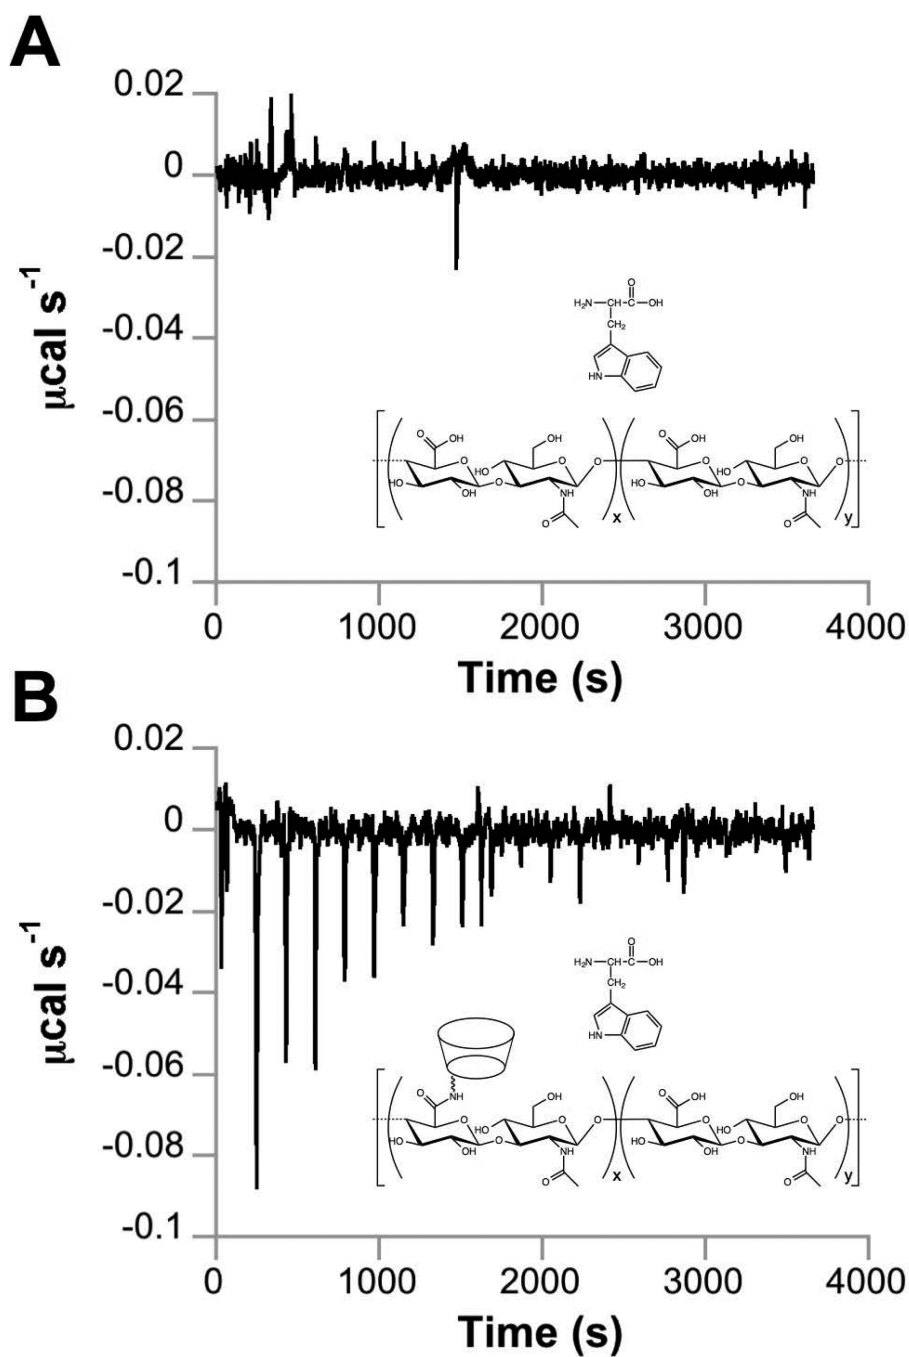 A
0.02
0
-0.02
-0.04
-0.06
-0.08
-0.1
μcal s⁻¹
0 1000 2000 3000 4000
Time (s)
O
H₂N CH C OH
CH₂
HN
O OH OH O OH OH
O O O O O
HO HO HO HO
OH O OH O
NH NH
O x O y
B
0.02
0
-0.02
-0.04
-0.06
-0.08
-0.1
μcal s⁻¹
0 1000 2000 3000 4000
Time (s)
O
H₂N CH C OH
CH₂
HN
O NH OH O OH OH
O O O O O
HO HO HO HO
OH O OH O
NH NH
O x O y